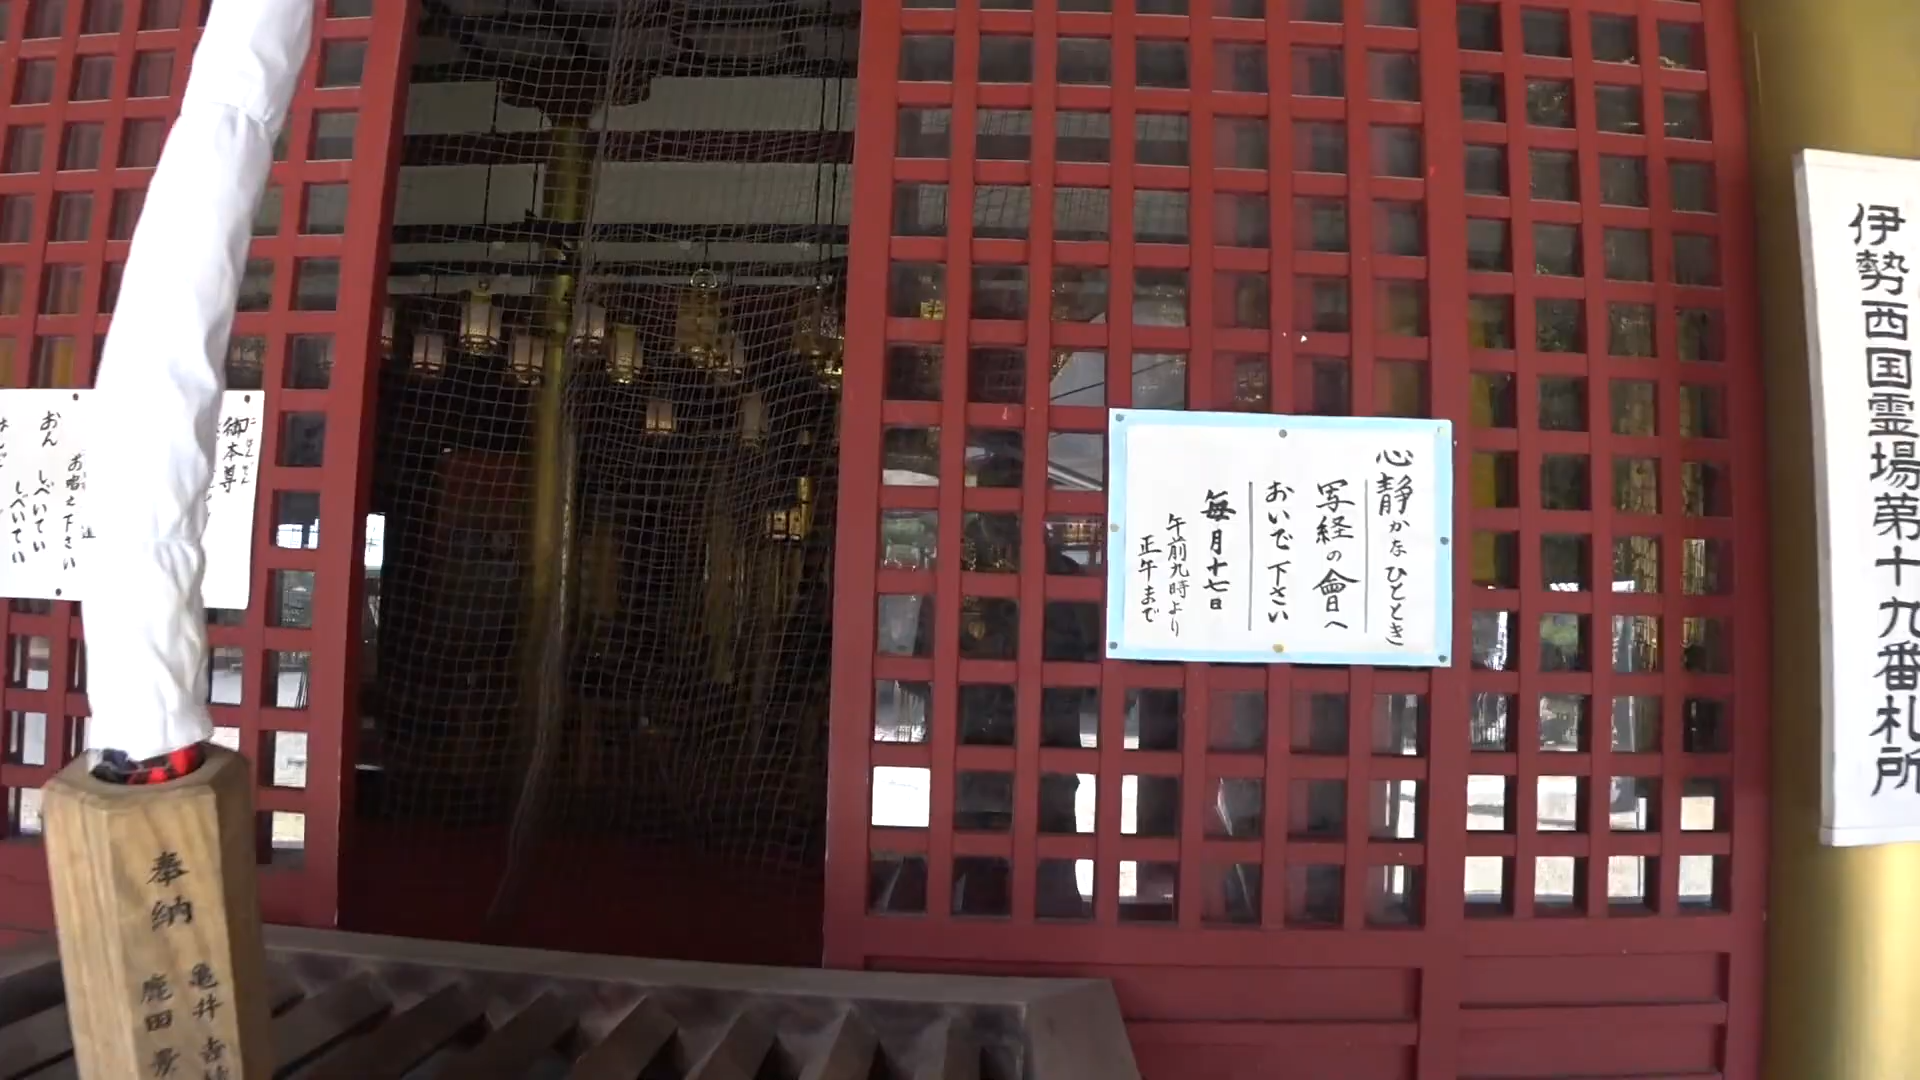 伊勢西国霊場第十九番札所
心静かなひととき
写経の會へ
おいで下さい
毎月十七日
午前九時より
正午まで
御本尊
お唱え下さい
おん
しべいてい
しべいてい
奉納
亀井
鹿田